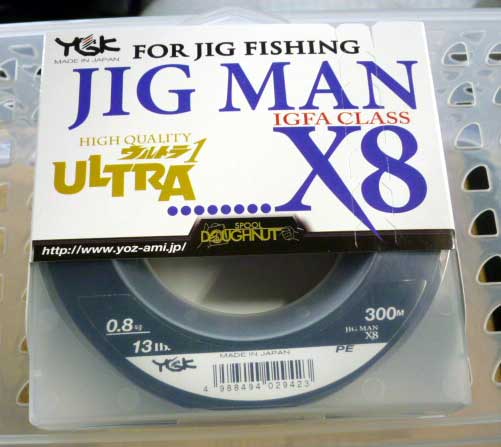 YGK
MADE IN JAPAN
FOR JIG FISHING
JIG MAN
IGFA CLASS
HIGH QUALITY
ウルトラ1
ULTRA
........X8
SPOOL
DOUGHNUT
http://www.yoz-ami.jp/
0.8号
13lb.
YGK
MADE IN JAPAN
4 988494 029423
300M
JIG MAN
X8
PE